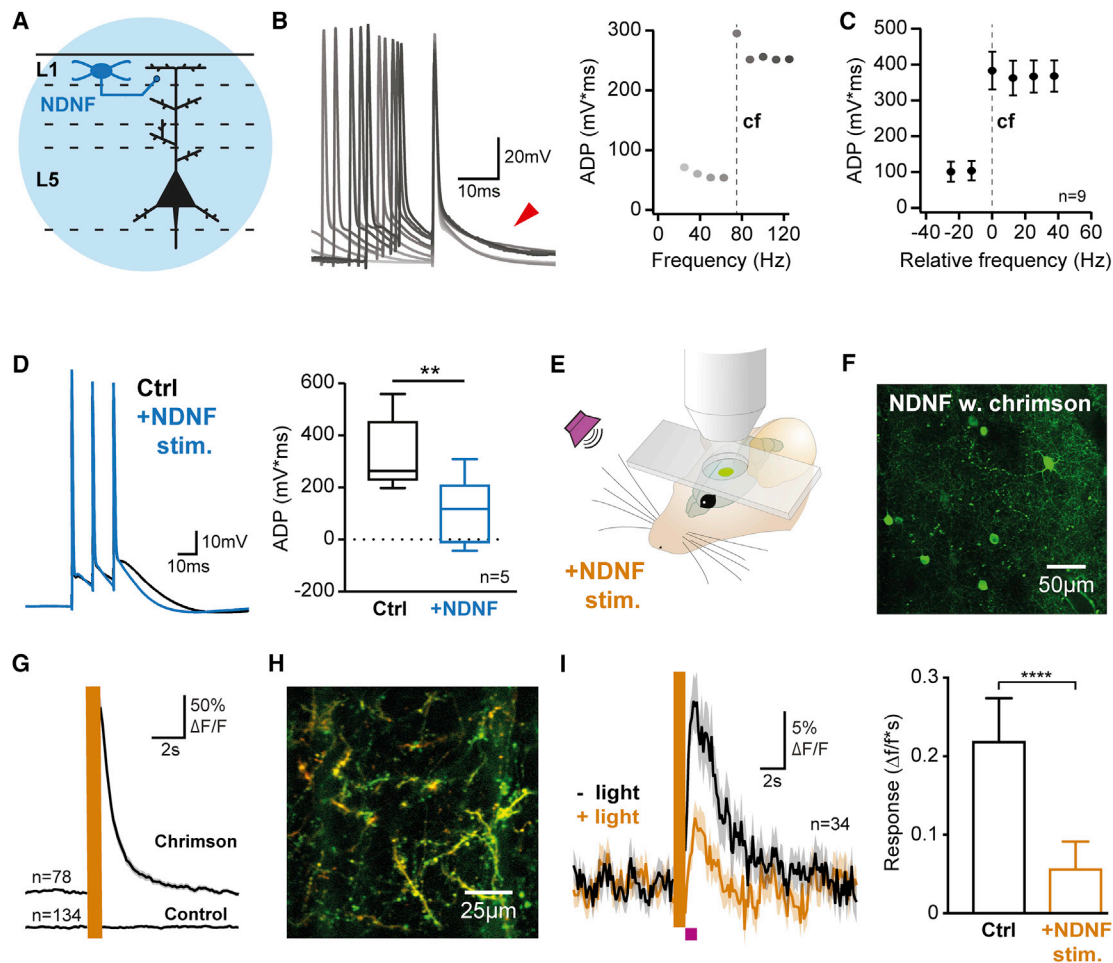 A
L1
NDNF
L5
B
20mV
10ms
ADP (mV*ms)
300
200
100
0
cf
0
40
80
120
Frequency (Hz)
C
ADP (mV*ms)
500
400
300
200
100
0
cf
n=9
-40
-20
0
20
40
60
Relative frequency (Hz)
D
Ctrl
+NDNF
stim.
10mV
10ms
ADP (mV*ms)
600
400
200
0
-200
**
n=5
Ctrl
+NDNF
E
+NDNF
stim.
F
NDNF w. chrimson
50µm
G
50%
ΔF/F
2s
Chrimson
n=78
n=134
Control
H
25µm
I
5%
ΔF/F
2s
- light
+ light
n=34
Response (Δf/f*s)
0.3
0.2
0.1
0
****
Ctrl
+NDNF
stim.